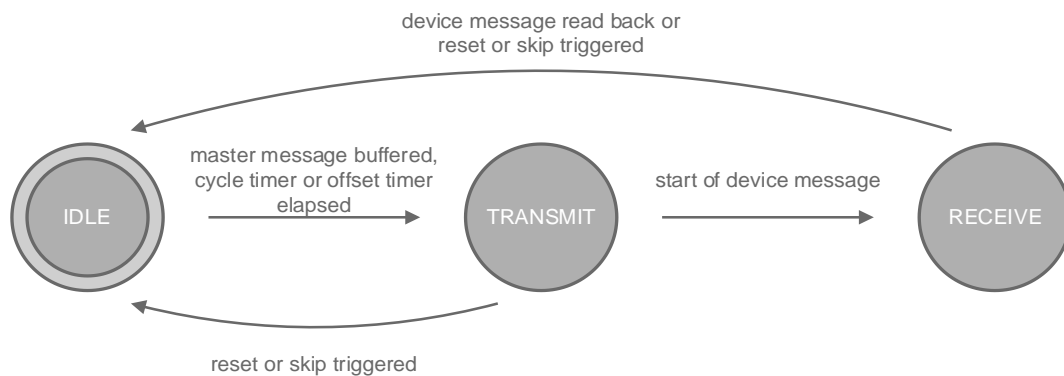 device message read back or
reset or skip triggered
master message buffered,
cycle timer or offset timer
elapsed
start of device message
IDLE
TRANSMIT
RECEIVE
reset or skip triggered